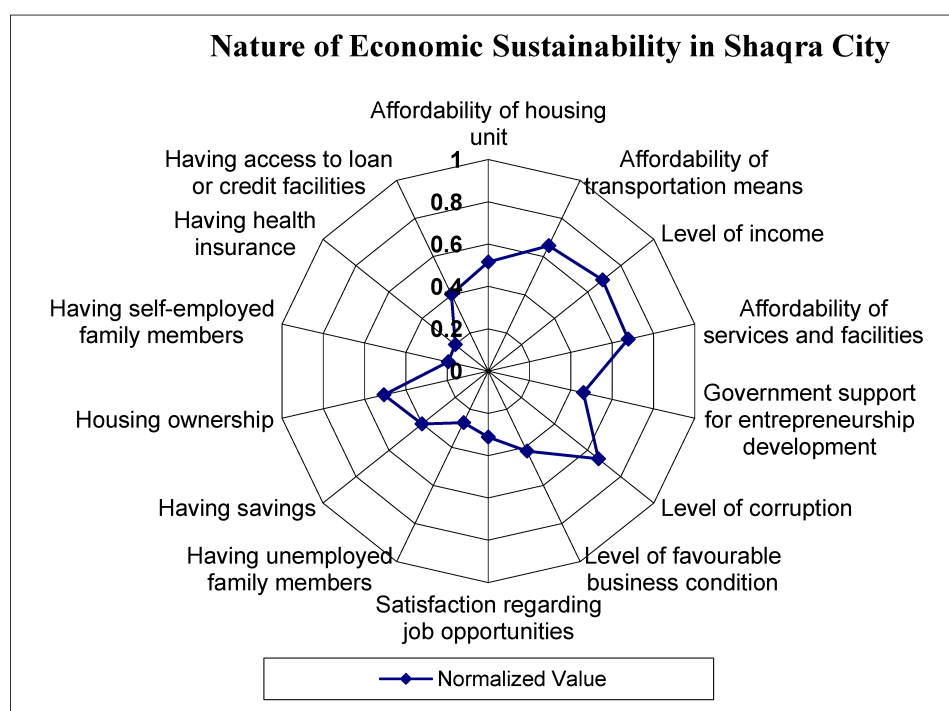 Nature of Economic Sustainability in Shaqra City
Affordability of housing
unit
Affordability of
transportation means
Level of income
Affordability of
services and facilities
Government support
for entrepreneurship
development
Level of corruption
Level of favourable
business condition
Satisfaction regarding
job opportunities
Having unemployed
family members
Having savings
Housing ownership
Having self-employed
family members
Having health
insurance
Having access to loan
or credit facilities
1
0.8
0.6
0.4
0.2
0
Normalized Value